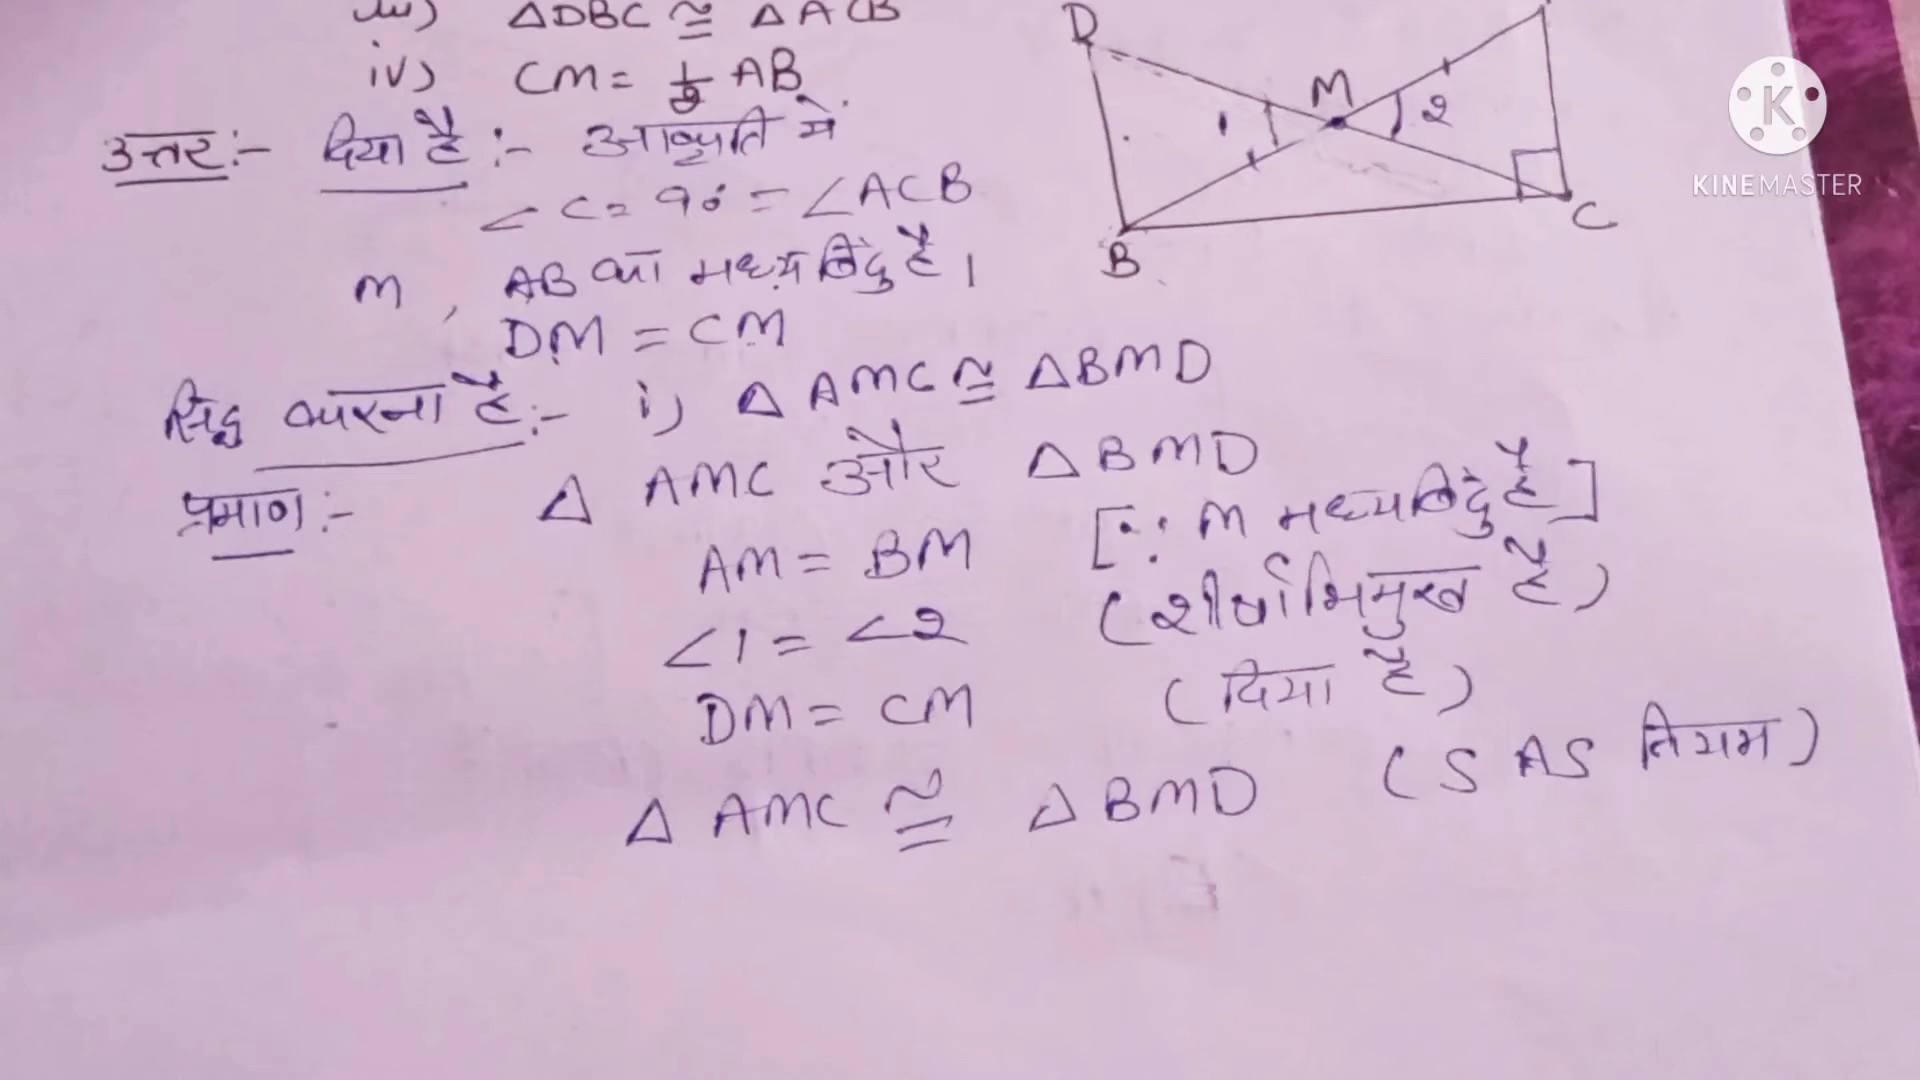 iii) △DBC ≅ △ACB
iv) CM = 1/2 AB
उत्तर:- दिया है:- आकृति में
∠C = 90° = ∠ACB
M, AB का मध्य बिंदु है।
DM = CM
सिद्ध करना है:- i) △AMC ≅ △BMD
प्रमाण:- △AMC और △BMD
AM = BM [∵ M मध्य बिंदु है]
∠1 = ∠2 (शीर्षाभिमुख है)
DM = CM (दिया है)
△AMC ≅ △BMD (SAS नियम)
D
M
1
2
B
C
K
KINEMASTER